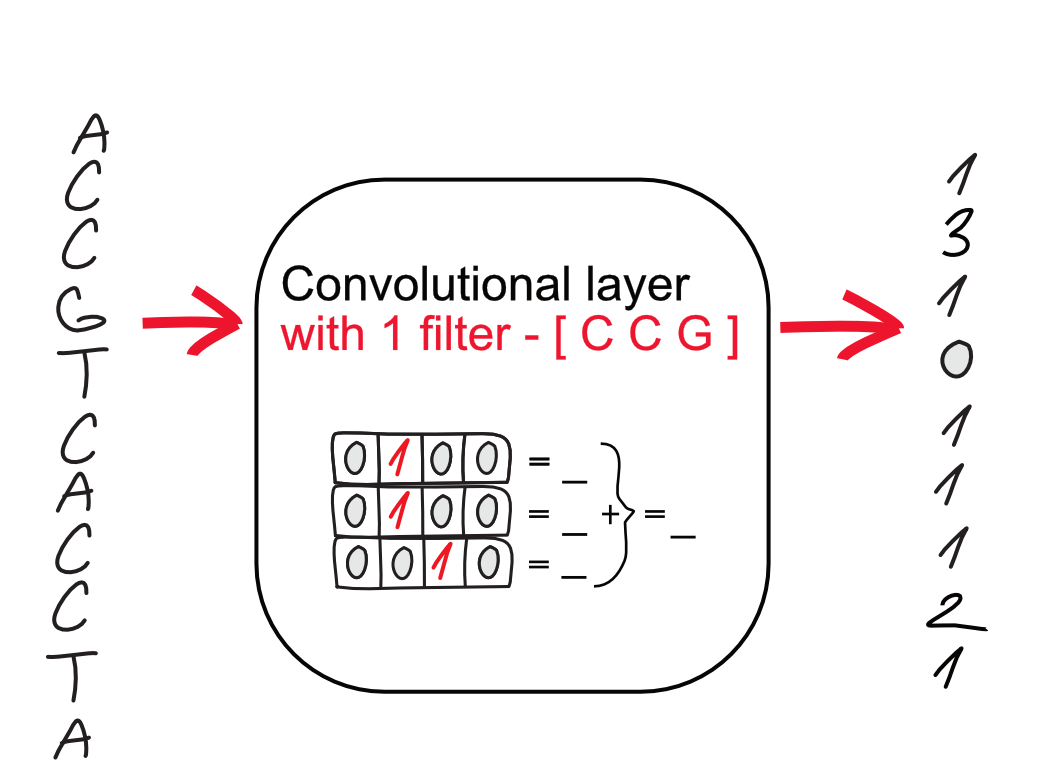 A
C
C
G
T
C
A
C
C
T
A
Convolutional layer
with 1 filter - [ C C G ]
0 1 0 0 = _
0 1 0 0 = _ + } = _
0 0 1 0 = _
1
3
1
0
1
1
1
2
1